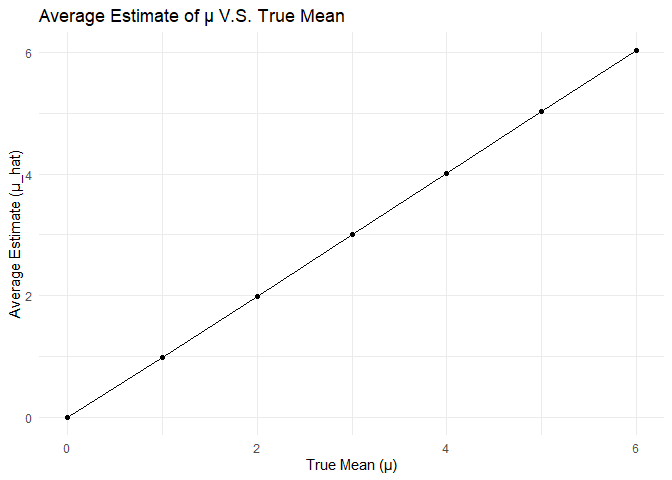 Average Estimate of μ V.S. True Mean
Average Estimate (μ_hat)
6
4
2
0
0 2 4 6
True Mean (μ)